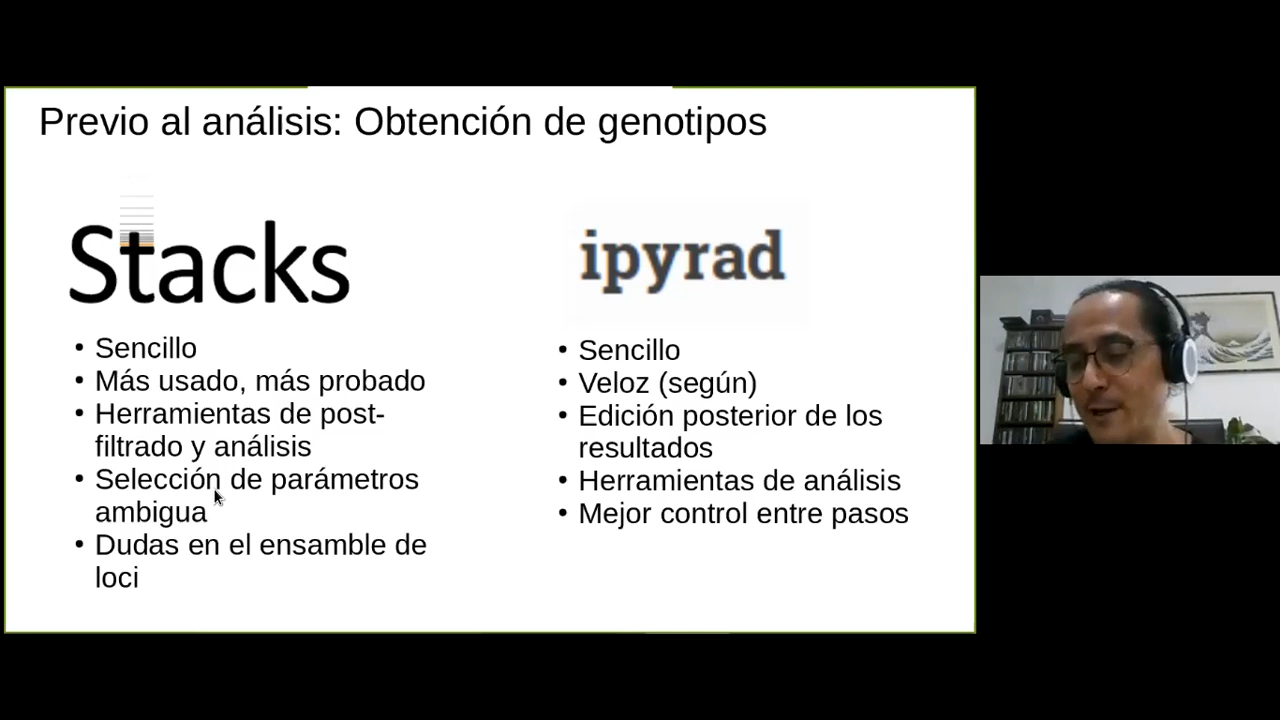 Previo al análisis: Obtención de genotipos
Stacks
• Sencillo
• Más usado, más probado
• Herramientas de post-
filtrado y análisis
• Selección de parámetros
ambigua
• Dudas en el ensamble de
loci
ipyrad
• Sencillo
• Veloz (según)
• Edición posterior de los
resultados
• Herramientas de análisis
• Mejor control entre pasos